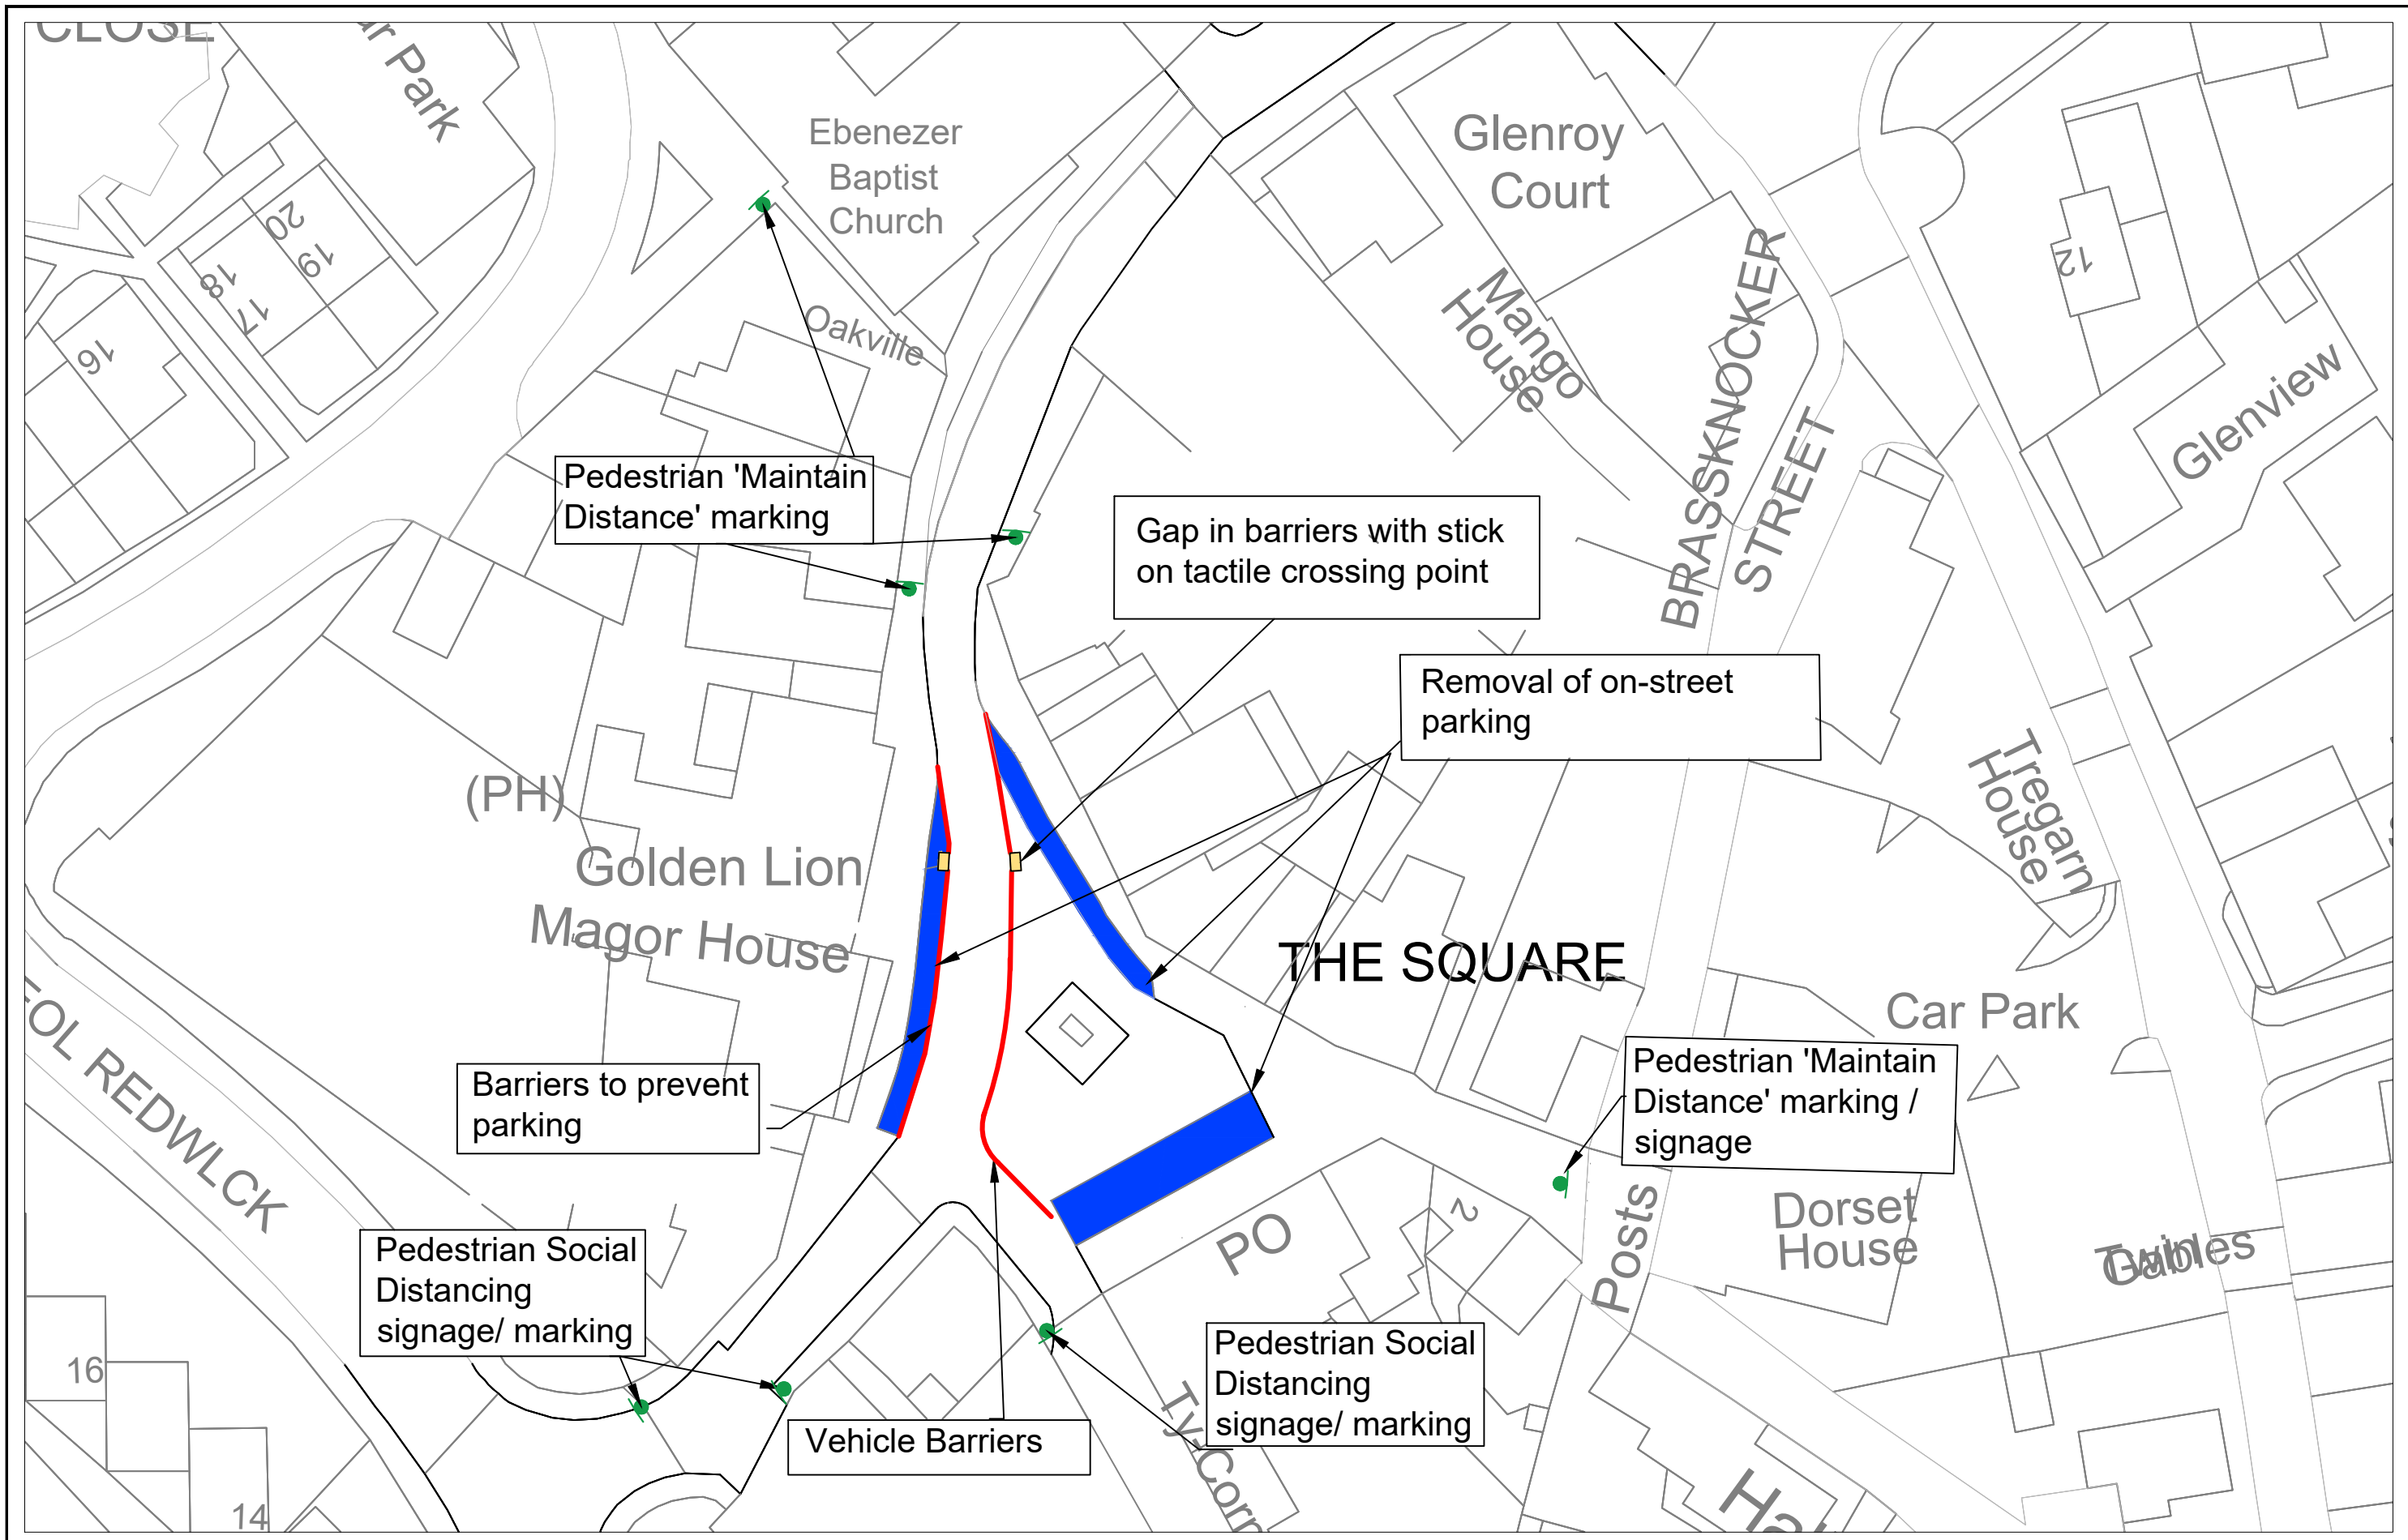 CLOSE
Park
Ebenezer
Baptist
Church
Glenroy
Court
20
19
18
17
16
12
Oakville
Mango
House
BRASSKNOCKER
STREET
Glenview
Pedestrian 'Maintain
Distance' marking
Gap in barriers with stick
on tactile crossing point
Removal of on-street
parking
(PH)
Golden Lion
Magor House
Tregarn
House
THE SQUARE
Car Park
REDWLCK
Barriers to prevent
parking
Pedestrian 'Maintain
Distance' marking /
signage
PO
2
Posts
Dorset
House
Twin
Gables
Pedestrian Social
Distancing
signage/ marking
Pedestrian Social
Distancing
signage/ marking
Vehicle Barriers
16
14